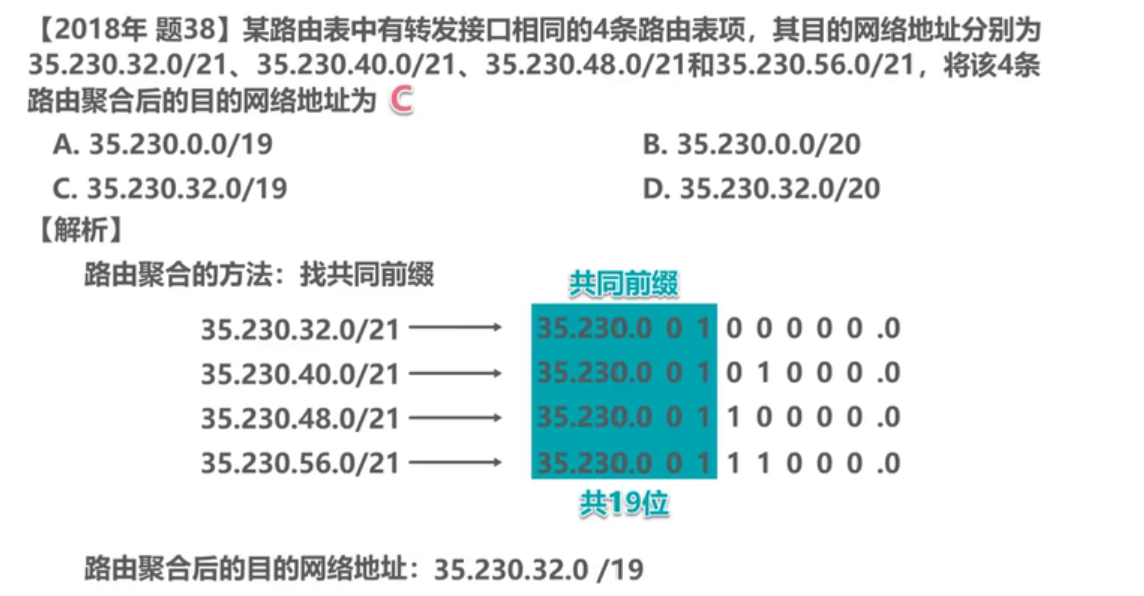 【2018年 题38】某路由表中有转发接口相同的4条路由表项，其目的网络地址分别为
35.230.32.0/21、35.230.40.0/21、35.230.48.0/21和35.230.56.0/21，将该4条
路由聚合后的目的网络地址为 C
A. 35.230.0.0/19 B. 35.230.0.0/20
C. 35.230.32.0/19 D. 35.230.32.0/20
【解析】
路由聚合的方法：找共同前缀
共同前缀
35.230.32.0/21 35.230.0 0 1 0 0 0 0 0 .0
35.230.40.0/21 35.230.0 0 1 0 1 0 0 0 .0
35.230.48.0/21 35.230.0 0 1 1 0 0 0 0 .0
35.230.56.0/21 35.230.0 0 1 1 1 0 0 0 .0
共19位
路由聚合后的目的网络地址：35.230.32.0 /19